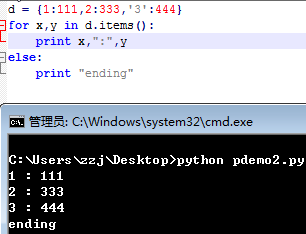 d = {1:111,2:333,'3':444}
for x,y in d.items():
    print x,":",y
else:
    print "ending"
管理员: C:\Windows\system32\cmd.exe
C:\Users\zzj\Desktop>python pdemo2.py
1 : 111
2 : 333
3 : 444
ending